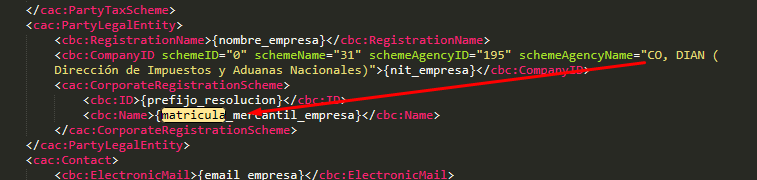 </cac:PartyTaxScheme>
<cac:PartyLegalEntity>
<cbc:RegistrationName>{nombre_empresa}</cbc:RegistrationName>
<cbc:CompanyID schemeID="0" schemeName="31" schemeAgencyID="195" schemeAgencyName="CO, DIAN (
Dirección de Impuestos y Aduanas Nacionales)">{nit_empresa}</cbc:CompanyID>
<cac:CorporateRegistrationScheme>
<cbc:ID>{prefijo_resolucion}</cbc:ID>
<cbc:Name>{matricula_mercantil_empresa}</cbc:Name>
</cac:CorporateRegistrationScheme>
</cac:PartyLegalEntity>
<cac:Contact>
<cbc:ElectronicMail>{email_empresa}</cbc:ElectronicMail>